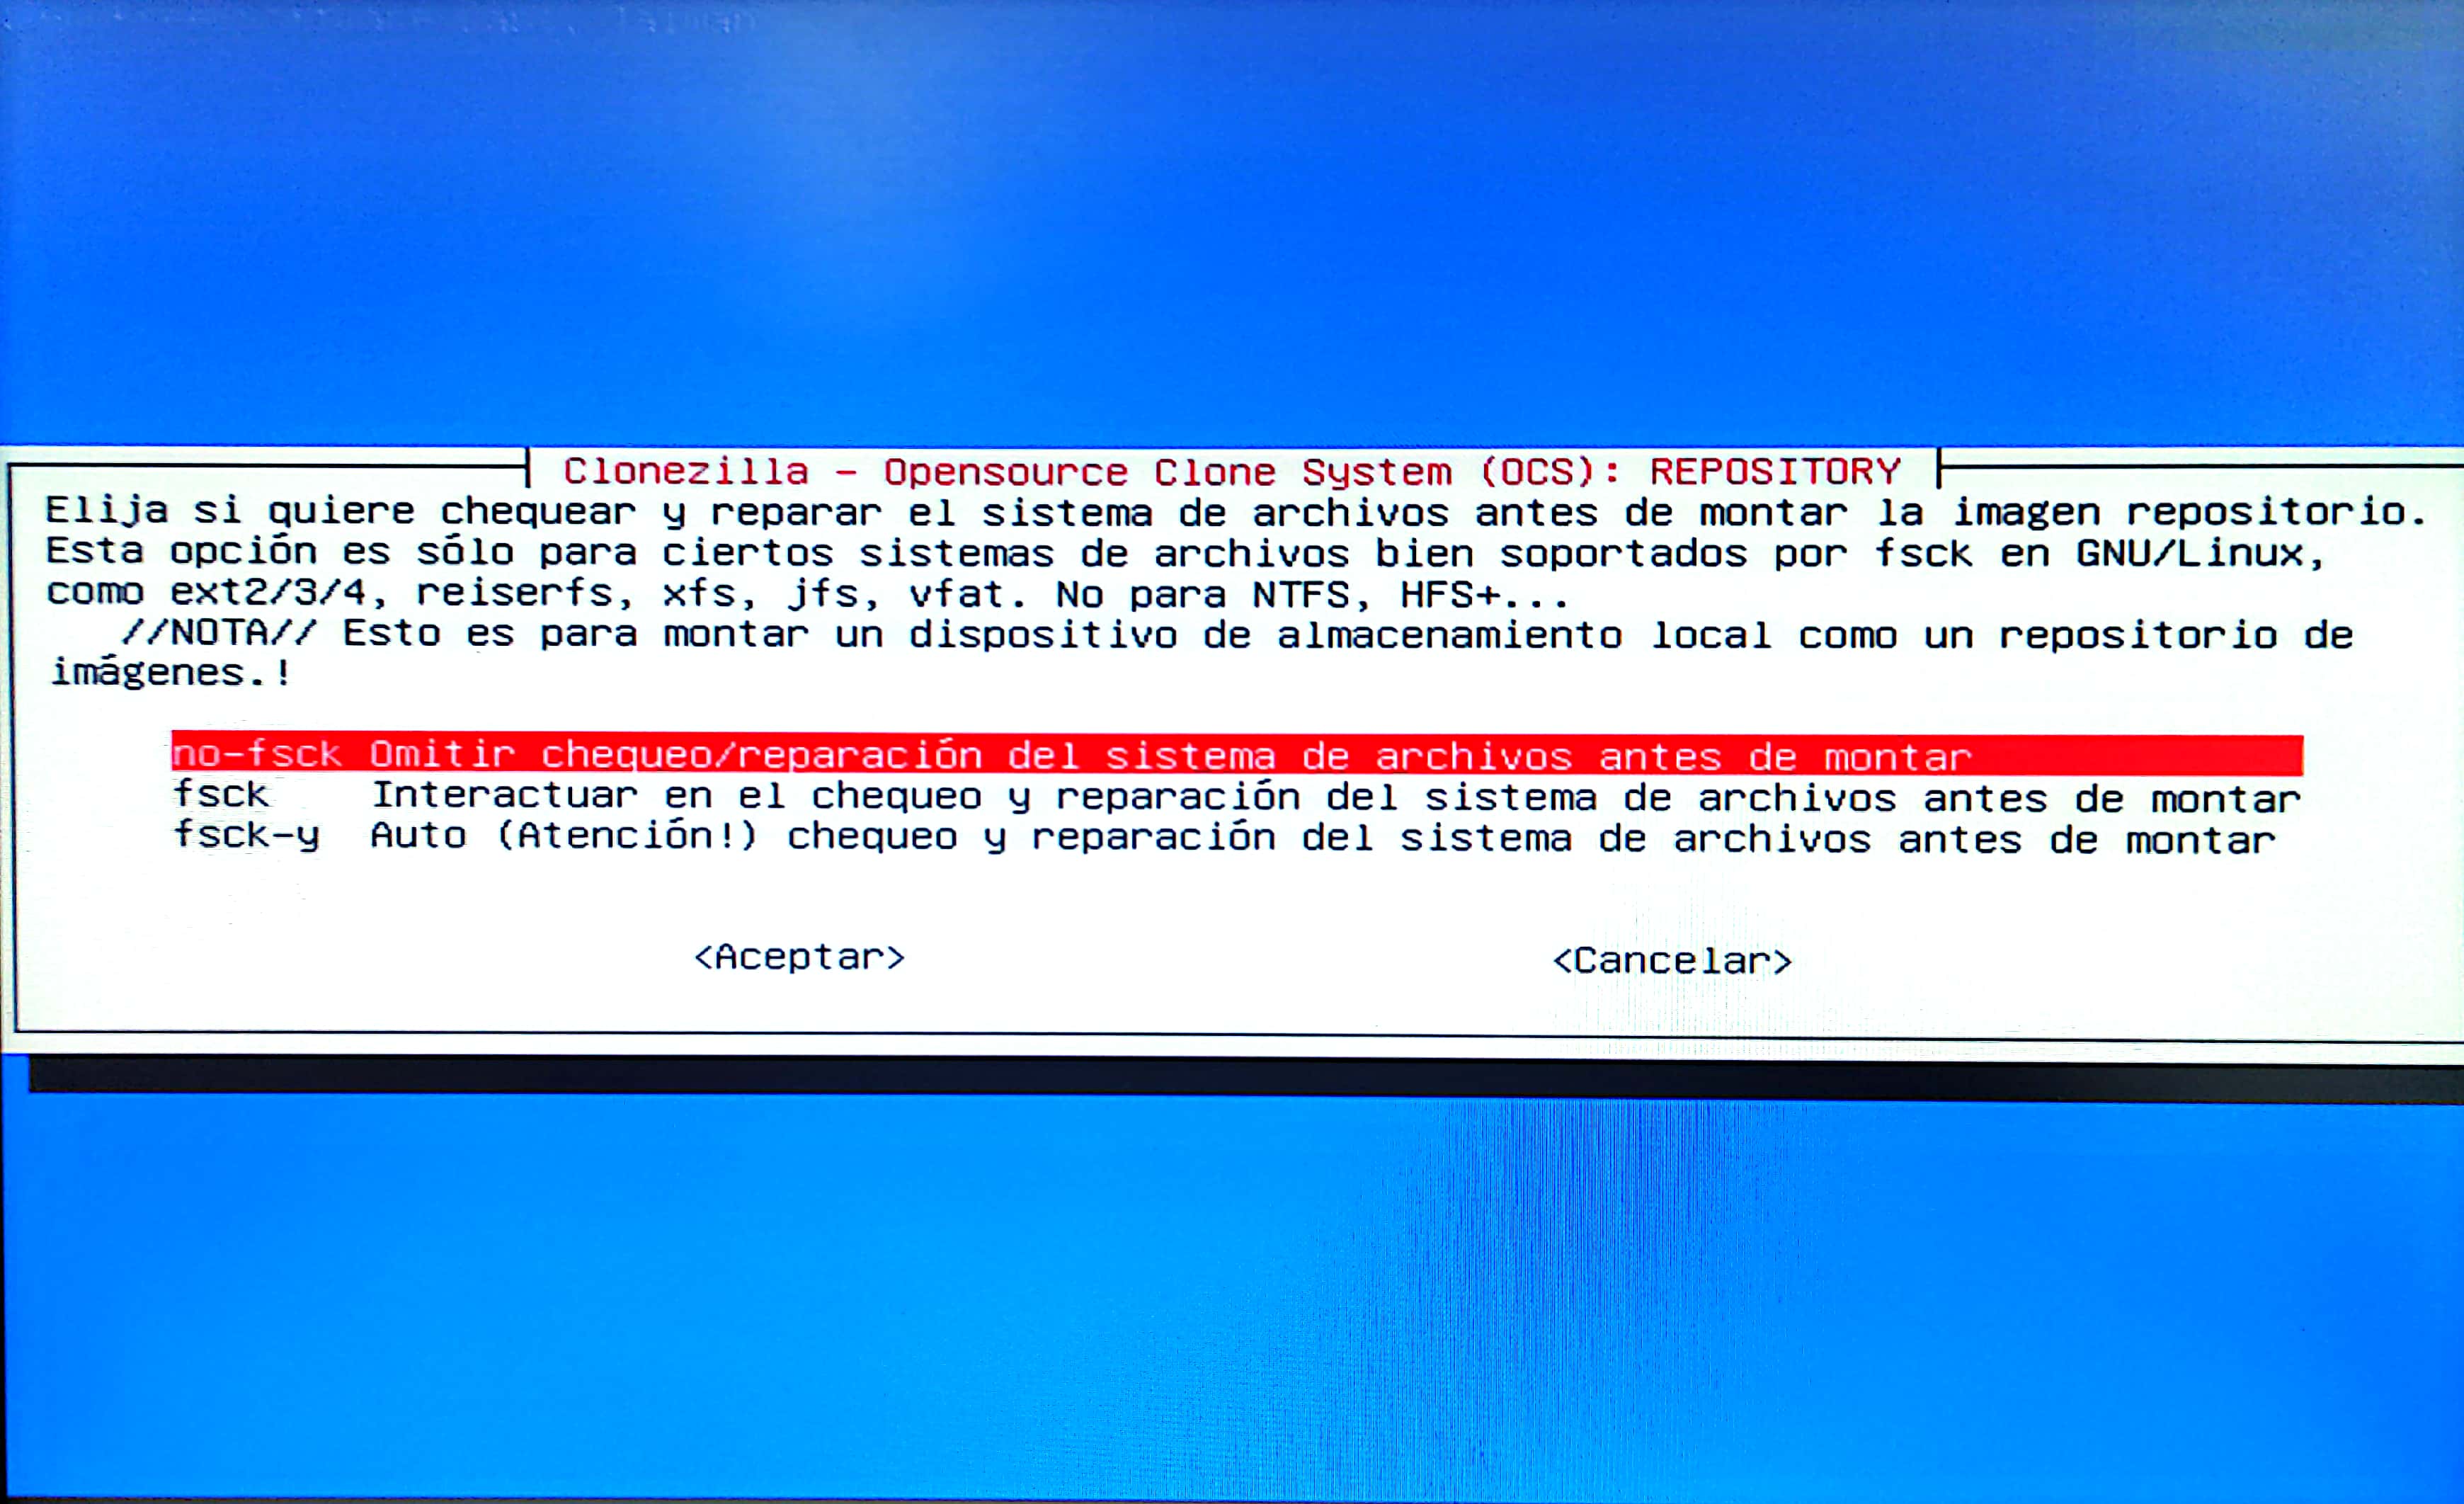 Clonezilla - Opensource Clone System (OCS): REPOSITORY
Elija si quiere chequear y reparar el sistema de archivos antes de montar la imagen repositorio.
Esta opción es sólo para ciertos sistemas de archivos bien soportados por fsck en GNU/Linux,
como ext2/3/4, reiserfs, xfs, jfs, vfat. No para NTFS, HFS+...
//NOTA// Esto es para montar un dispositivo de almacenamiento local como un repositorio de
imágenes.!
no-fsck Omitir chequeo/reparación del sistema de archivos antes de montar
fsck Interactuar en el chequeo y reparación del sistema de archivos antes de montar
fsck-y Auto (Atención!) chequeo y reparación del sistema de archivos antes de montar
<Aceptar> <Cancelar>